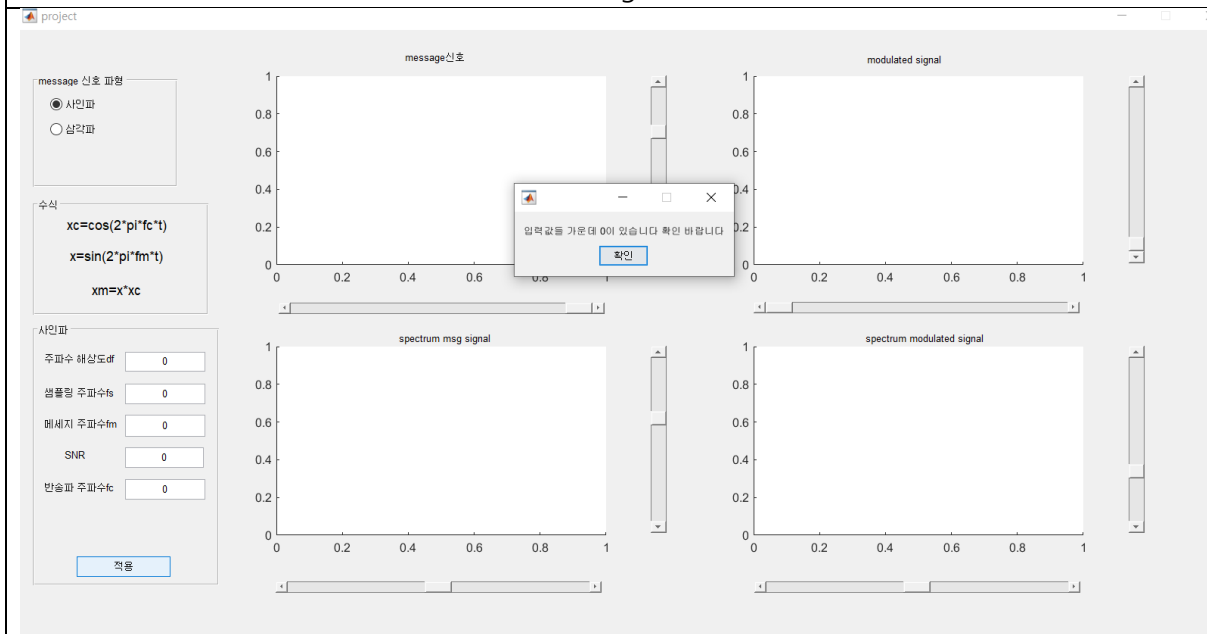 project
message 신호 파형
사인파
삼각파
수식
xc=cos(2*pi*fc*t)
x=sin(2*pi*fm*t)
xm=x*xc
사인파
주파수 해상도df
0
샘플링 주파수fs
0
메세지 주파수fm
0
SNR
0
반송파 주파수fc
0
적용
message신호
1
0.8
0.6
0.4
0.2
0
0 0.2 0.4 0.6 0.8 1
modulated signal
1
0.8
0.6
0.4
0.2
0
0 0.2 0.4 0.6 0.8 1
입력값들 가운데 0이 있습니다 확인 바랍니다
확인
spectrum msg signal
1
0.8
0.6
0.4
0.2
0
0 0.2 0.4 0.6 0.8 1
spectrum modulated signal
1
0.8
0.6
0.4
0.2
0
0 0.2 0.4 0.6 0.8 1